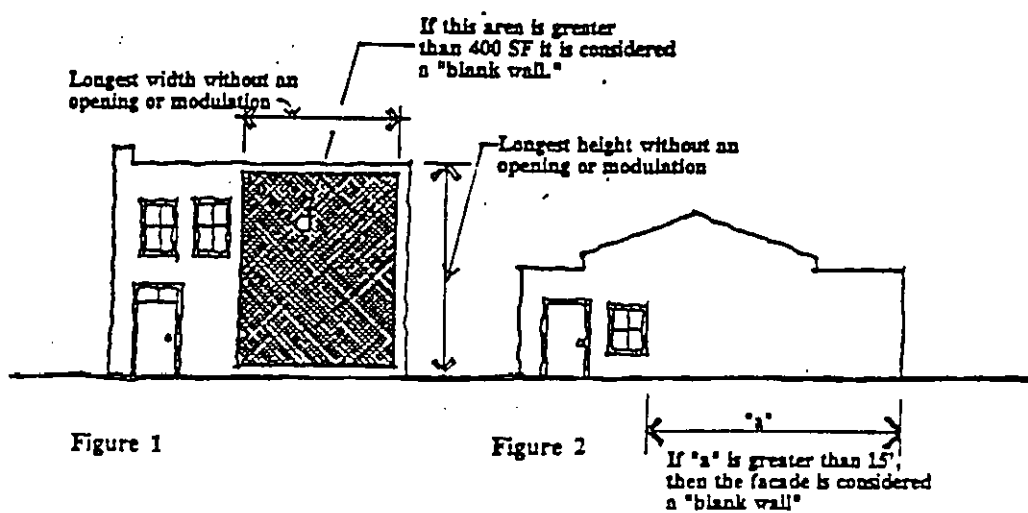 If this area is greater
than 400 SF it is considered
a "blank wall."
Longest width without an
opening or modulation
Longest height without an
opening or modulation
Figure 1
Figure 2
"a"
If "a" is greater than 15',
then the facade is considered
a "blank wall"